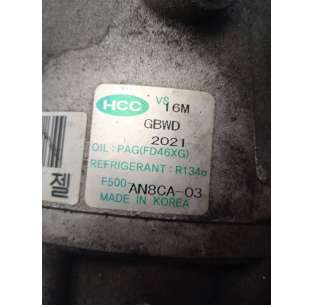 HCC VS 16M
GBWD
2021
OIL : PAG(FD46XG)
REFRIGERANT : R134a
F500-AN8CA-03
MADE IN KOREA
젤